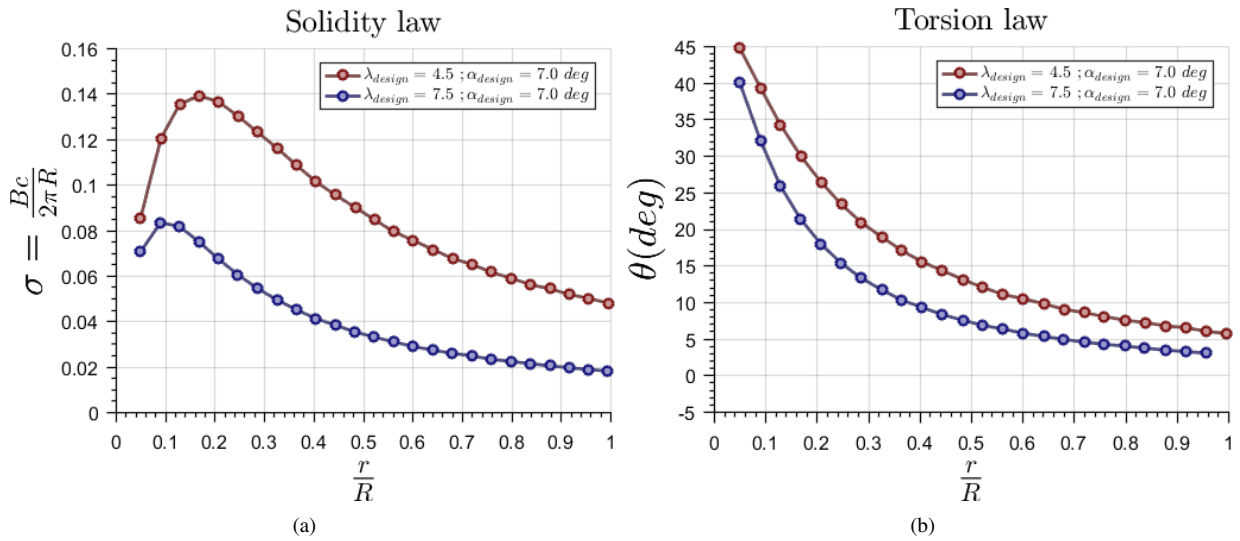 Solidity law
0.16
0.14
0.12
0.1
0.08
0.06
0.04
0.02
0
σ = Bc / 2πR
λdesign = 4.5 ; αdesign = 7.0 deg
λdesign = 7.5 ; αdesign = 7.0 deg
0 0.1 0.2 0.3 0.4 0.5 0.6 0.7 0.8 0.9 1
r
R
(a)
Torsion law
45
40
35
30
25
20
15
10
5
0
-5
θ(deg)
λdesign = 4.5 ; αdesign = 7.0 deg
λdesign = 7.5 ; αdesign = 7.0 deg
0 0.1 0.2 0.3 0.4 0.5 0.6 0.7 0.8 0.9 1
r
R
(b)